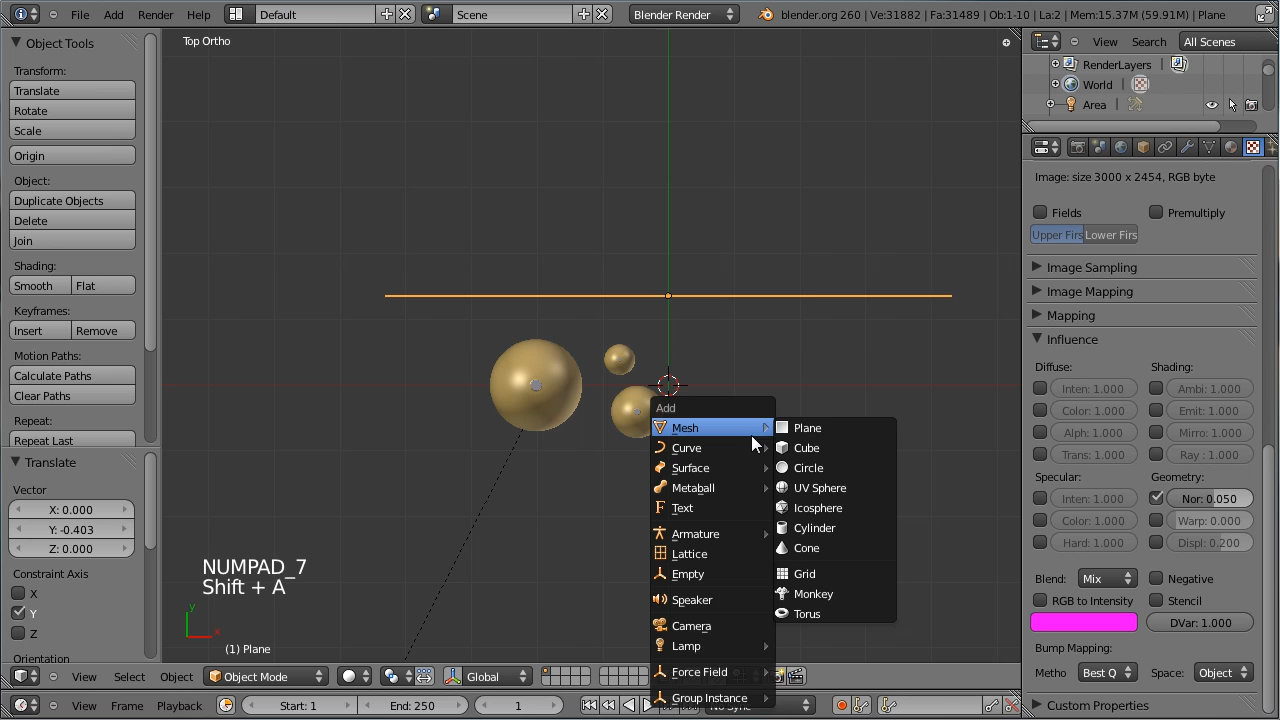 Add Render Help
Default
Scene
Blender Render
blender.org 260 | Ve:31882 | Fa:31489 | Ob:1-10 | La:2 | Mem:15.37M (59.91M) | Plane
Object Tools
Transform:
Translate
Rotate
Scale
Origin
Object:
Duplicate Objects
Delete
Join
Shading:
Smooth Flat
Keyframes:
Insert Remove
Motion Paths:
Calculate Paths
Clear Paths
Repeat:
Repeat Last
Translate
Vector
X: 0.000
Y: -0.403
Z: 0.000
Constraint Axis
X
Y
Z
Orientation
Top Ortho
NUMPAD_7
Shift + A
y
x
(1) Plane
Add
Mesh
Curve
Surface
Metaball
Text
Armature
Lattice
Empty
Speaker
Camera
Lamp
Force Field
Group Instance
Plane
Cube
Circle
UV Sphere
Icosphere
Cylinder
Cone
Grid
Monkey
Torus
View Select Object
Object Mode
Global
View Frame Playback
Start: 1
End: 250
1
No Sync
View Search
All Scenes
RenderLayers |
World |
Area |
Image: size 3000 x 2454, RGB byte
Fields Premultiply
Upper Firs Lower Firs
Image Sampling
Image Mapping
Mapping
Influence
Diffuse: Shading:
Inten: 1.000 Ambi: 1.000
Color: 1.000 Emit: 1.000
Alph: 1.000 Mirro: 1.000
Trans: 1.000 Ray : 1.000
Specular: Geometry:
Inten: 1.000 Nor: 0.050
Color: 1.000 Warp: 0.000
Hard: 1.000 Displ: 0.200
Blend: Mix Negative
RGB to Intensity Stencil
DVar: 1.000
Bump Mapping:
Metho Best Q Space: Object
Custom Properties